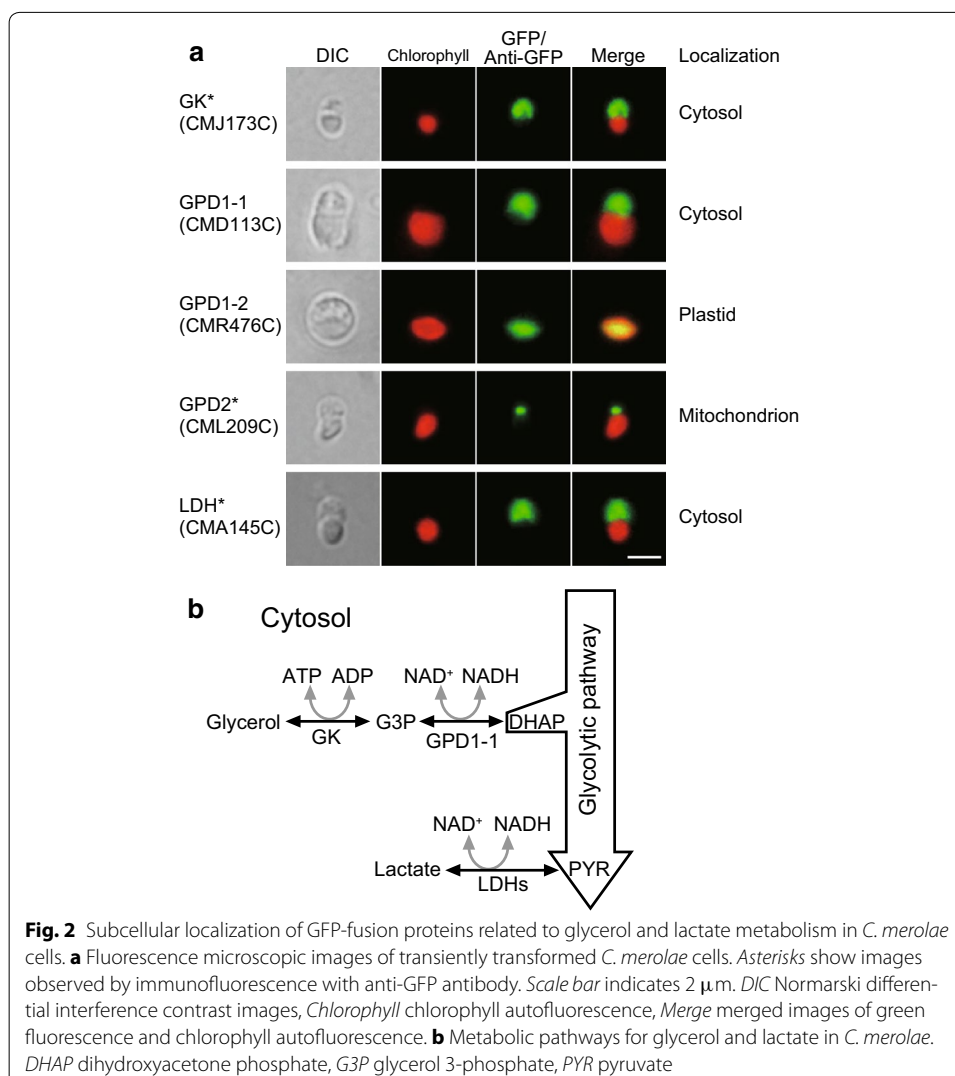 a
DIC Chlorophyll GFP/ Anti-GFP Merge Localization
GK*
(CMJ173C)
Cytosol
GPD1-1
(CMD113C)
Cytosol
GPD1-2
(CMR476C)
Plastid
GPD2*
(CML209C)
Mitochondrion
LDH*
(CMA145C)
Cytosol
b
Cytosol
ATP ADP NAD⁺ NADH
Glycerol G3P DHAP
GK GPD1-1
Glycolytic pathway
NAD⁺ NADH
Lactate PYR
LDHs
Fig. 2 Subcellular localization of GFP-fusion proteins related to glycerol and lactate metabolism in C. merolae
cells. a Fluorescence microscopic images of transiently transformed C. merolae cells. Asterisks show images
observed by immunofluorescence with anti-GFP antibody. Scale bar indicates 2 μm. DIC Normarski differen-
tial interference contrast images, Chlorophyll chlorophyll autofluorescence, Merge merged images of green
fluorescence and chlorophyll autofluorescence. b Metabolic pathways for glycerol and lactate in C. merolae.
DHAP dihydroxyacetone phosphate, G3P glycerol 3-phosphate, PYR pyruvate